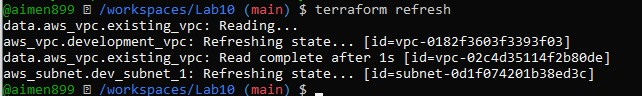 @aimen899 /workspaces/Lab10 (main) $ terraform refresh
data.aws_vpc.existing_vpc: Reading...
aws_vpc.development_vpc: Refreshing state... [id=vpc-0182f3603f3393f03]
data.aws_vpc.existing_vpc: Read complete after 1s [id=vpc-02c4d35114f2b80de]
aws_subnet.dev_subnet_1: Refreshing state... [id=subnet-0d1f074201b38ed3c]
@aimen899 /workspaces/Lab10 (main) $